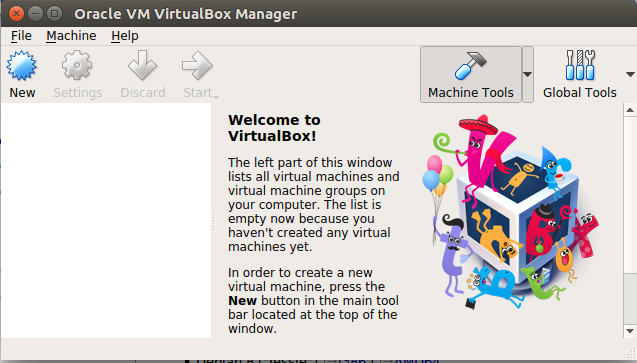 Oracle VM VirtualBox Manager
File Machine Help
New Settings Discard Start Machine Tools Global Tools
Welcome to
VirtualBox!
The left part of this window
lists all virtual machines and
virtual machine groups on
your computer. The list is
empty now because you
haven't created any virtual
machines yet.
In order to create a new
virtual machine, press the
New button in the main tool
bar located at the top of the
window.